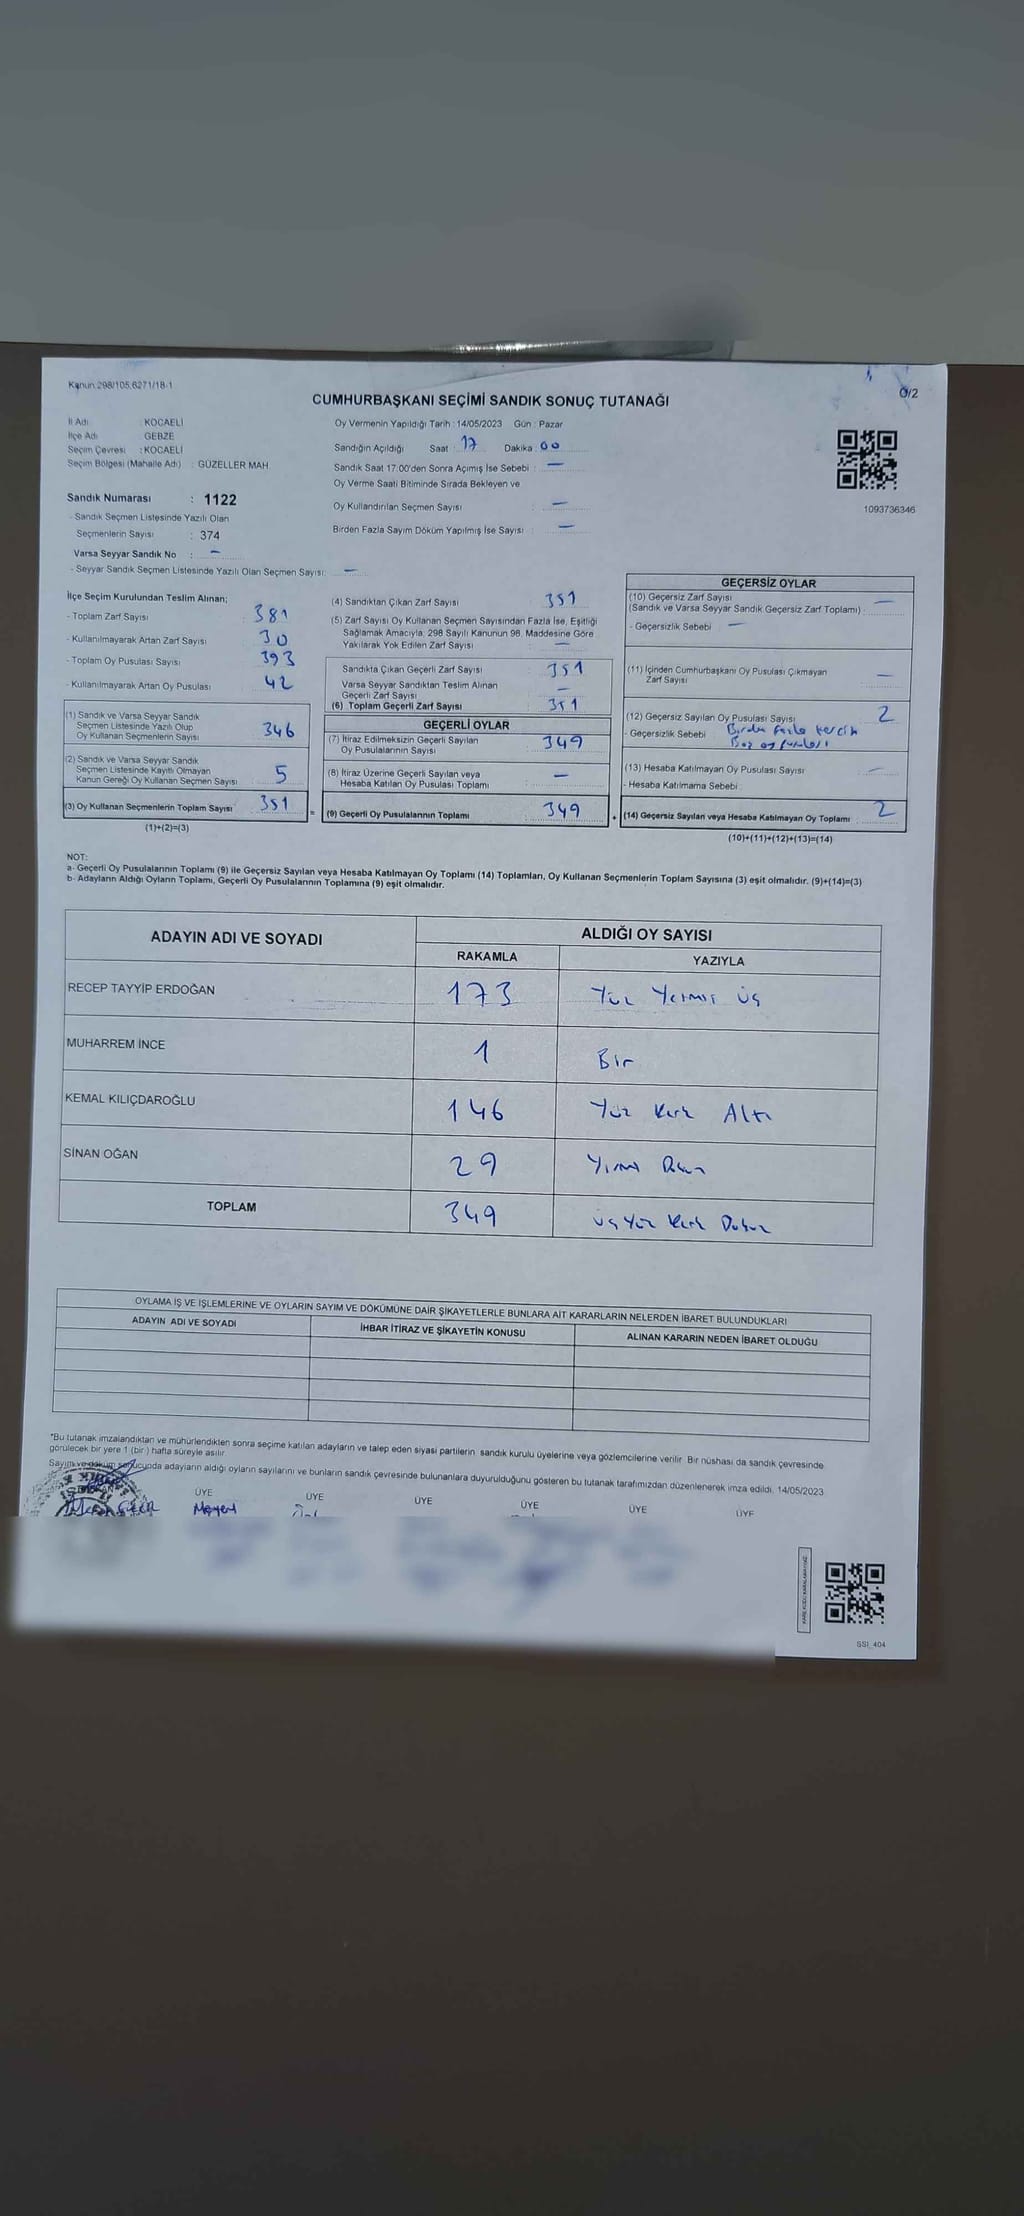 Kanun 298/105.6271/18-1
O/2
CUMHURBAŞKANI SEÇİMİ SANDIK SONUÇ TUTANAĞI
İl Adı : KOCAELİ
İlçe Adı GEBZE
Seçim Çevresi : KOCAELİ
Seçim Bölgesi (Mahalle Adı) : GÜZELLER MAH
Sandık Numarası : 1122
- Sandık Seçmen Listesinde Yazılı Olan
Seçmenlerin Sayısı : 374
Varsa Seyyar Sandık No : -
- Seyyar Sandık Seçmen Listesinde Yazılı Olan Seçmen Sayısı: -
Oy Vermenin Yapıldığı Tarih : 14/05/2023 Gün : Pazar
Sandığın Açıldığı Saat : 17 Dakika : 00
Sandık Saat 17:00'den Sonra Açımış İse Sebebi : -
Oy Verme Saati Bitiminde Sırada Bekleyen ve
Oy Kullandırılan Seçmen Sayısı : -
Birden Fazla Sayım Döküm Yapılmış İse Sayısı : -
1093736346
İlçe Seçim Kurulundan Teslim Alınan;
- Toplam Zarf Sayısı : 381
- Kullanılmayarak Artan Zarf Sayısı : 30
- Toplam Oy Pusulası Sayısı : 393
- Kullanılmayarak Artan Oy Pusulası : 42
(1) Sandık ve Varsa Seyyar Sandık
Seçmen Listesinde Yazılı Olup
Oy Kullanan Seçmenlerin Sayısı : 346
(2) Sandık ve Varsa Seyyar Sandık
Seçmen Listesinde Kayıtlı Olmayan
Kanun Gereği Oy Kullanan Seçmen Sayısı : 5
(3) Oy Kullanan Seçmenlerin Toplam Sayısı : 351
(1)+(2)=(3)
(4) Sandıktan Çıkan Zarf Sayısı : 351
(5) Zarf Sayısı Oy Kullanan Seçmen Sayısından Fazla İse, Eşitliği
Sağlamak Amacıyla, 298 Sayılı Kanunun 98. Maddesine Göre
Yakılarak Yok Edilen Zarf Sayısı : -
Sandıkta Çıkan Geçerli Zarf Sayısı : 351
Varsa Seyyar Sandıktan Teslim Alınan
Geçerli Zarf Sayısı : -
(6) Toplam Geçerli Zarf Sayısı : 351
GEÇERLİ OYLAR
(7) İtiraz Edilmeksizin Geçerli Sayılan
Oy Pusulalarının Sayısı : 349
(8) İtiraz Üzerine Geçerli Sayılan veya
Hesaba Katılan Oy Pusulası Toplamı : -
= (9) Geçerli Oy Pusulalarının Toplamı : 349
GEÇERSİZ OYLAR
(10) Geçersiz Zarf Sayısı
(Sandık ve Varsa Seyyar Sandık Geçersiz Zarf Toplamı) : -
- Geçersizlik Sebebi -
(11) İçinden Cumhurbaşkanı Oy Pusulası Çıkmayan
Zarf Sayısı : -
(12) Geçersiz Sayılan Oy Pusulası Sayısı : 2
- Geçersizlik Sebebi Birden fazla tercih
Boş oy pusulası
(13) Hesaba Katılmayan Oy Pusulası Sayısı : -
- Hesaba Katılmama Sebebi
+ (14) Geçersiz Sayılan veya Hesaba Katılmayan Oy Toplamı : 2
(10)+(11)+(12)+(13)=(14)
NOT:
a- Geçerli Oy Pusulalarının Toplamı (9) ile Geçersiz Sayılan veya Hesaba Katılmayan Oy Toplamı (14) Toplamları, Oy Kullanan Seçmenlerin Toplam Sayısına (3) eşit olmalıdır. (9)+(14)=(3)
b- Adayların Aldığı Oyların Toplamı, Geçerli Oy Pusulalarının Toplamına (9) eşit olmalıdır.
ADAYIN ADI VE SOYADI ALDIĞI OY SAYISI
RAKAMLA YAZIYLA
RECEP TAYYİP ERDOĞAN 173 Yüz Yetmiş üç
MUHARREM İNCE 1 Bir
KEMAL KILIÇDAROĞLU 146 Yüz Kırk Altı
SİNAN OĞAN 29 Yirmi Dokuz
TOPLAM 349 üçYüz Kırk Dokuz
OYLAMA İŞ VE İŞLEMLERİNE VE OYLARIN SAYIM VE DÖKÜMÜNE DAİR ŞİKAYETLERLE BUNLARA AİT KARARLARIN NELERDEN İBARET BULUNDUKLARI
ADAYIN ADI VE SOYADI İHBAR İTİRAZ VE ŞİKAYETİN KONUSU ALINAN KARARIN NEDEN İBARET OLDUĞU
*Bu tutanak imzalandıktan ve mühürlendikten sonra seçime katılan adayların ve talep eden siyasi partilerin sandık kurulu üyelerine veya gözlemcilerine verilir. Bir nüshası da sandık çevresinde
görülecek bir yere 1 (bir) hafta süreyle asılır.
Sayım ve döküm sonucunda adayların aldığı oyların sayılarını ve bunların sandık çevresinde bulunanlara duyurulduğunu gösteren bu tutanak tarafımızdan düzenlenerek imza edildi. 14/05/2023
BAŞKAN ÜYE ÜYE ÜYE ÜYE ÜYE ÜYE
KARE KODU KARALAMAYINIZ
SSI_404